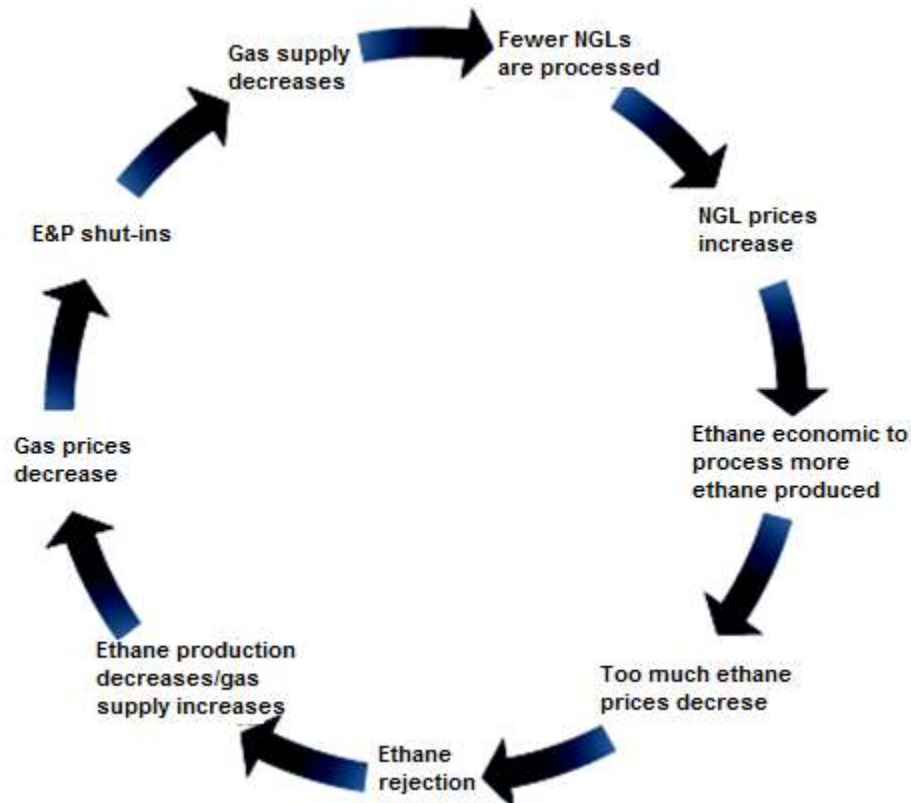 Gas supply
decreases
Fewer NGLs
are processed
NGL prices
increase
Ethane economic to
process more
ethane produced
Too much ethane
prices decrese
Ethane
rejection
Ethane production
decreases/gas
supply increases
Gas prices
decrease
E&P shut-ins